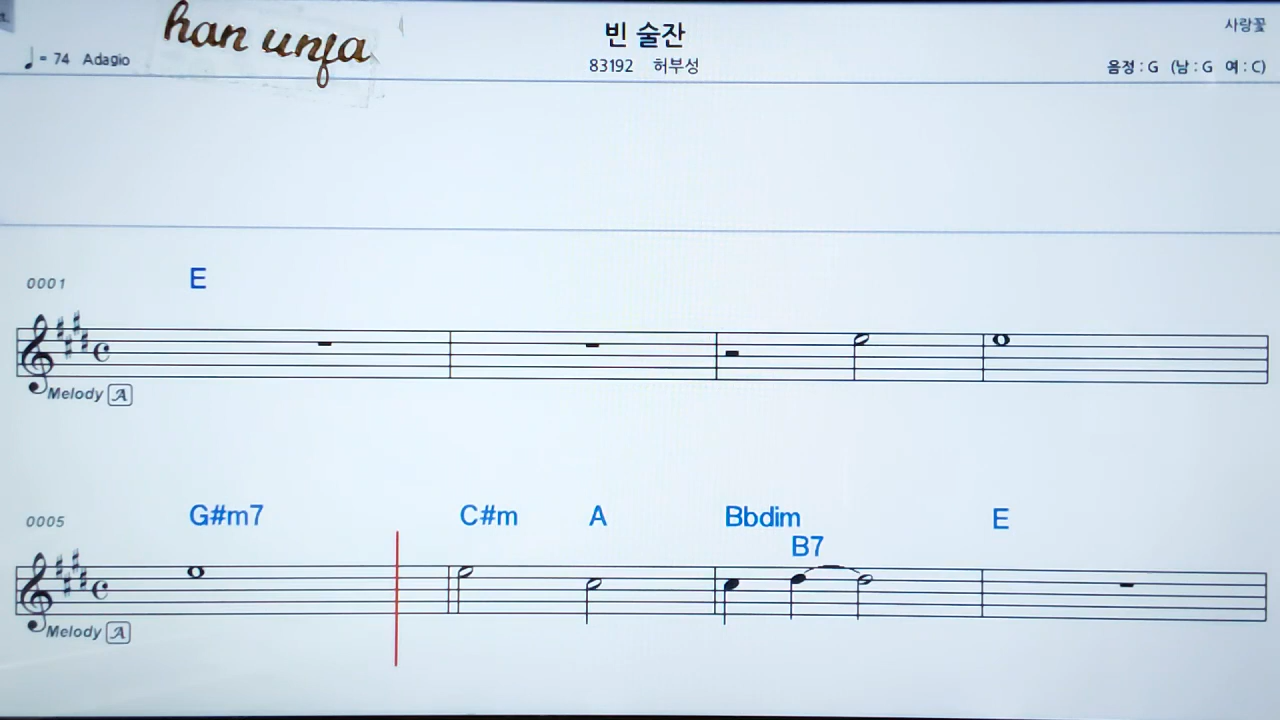 han unja
빈 술잔
사랑꽃
♩= 74 Adagio
83192 허부성
음정 : G (남 : G 여 : C)
0001
E
Melody A
0005
G#m7 C#m A Bbdim E
B7
Melody A